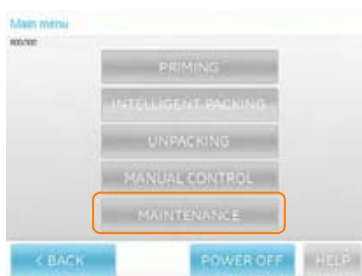 Main menu
PRIMING
INTELLIGENT PACKING
UNPACKING
MANUAL CONTROL
MAINTENANCE
< BACK
POWER OFF
HELP